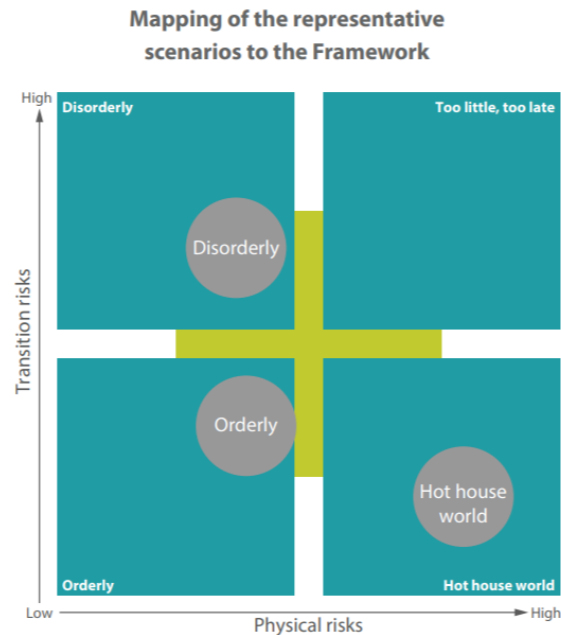 Mapping of the representative
scenarios to the Framework
High
Disorderly
Too little, too late
Disorderly
Transition risks
Orderly
Hot house
world
Orderly
Hot house world
Low
Physical risks
High